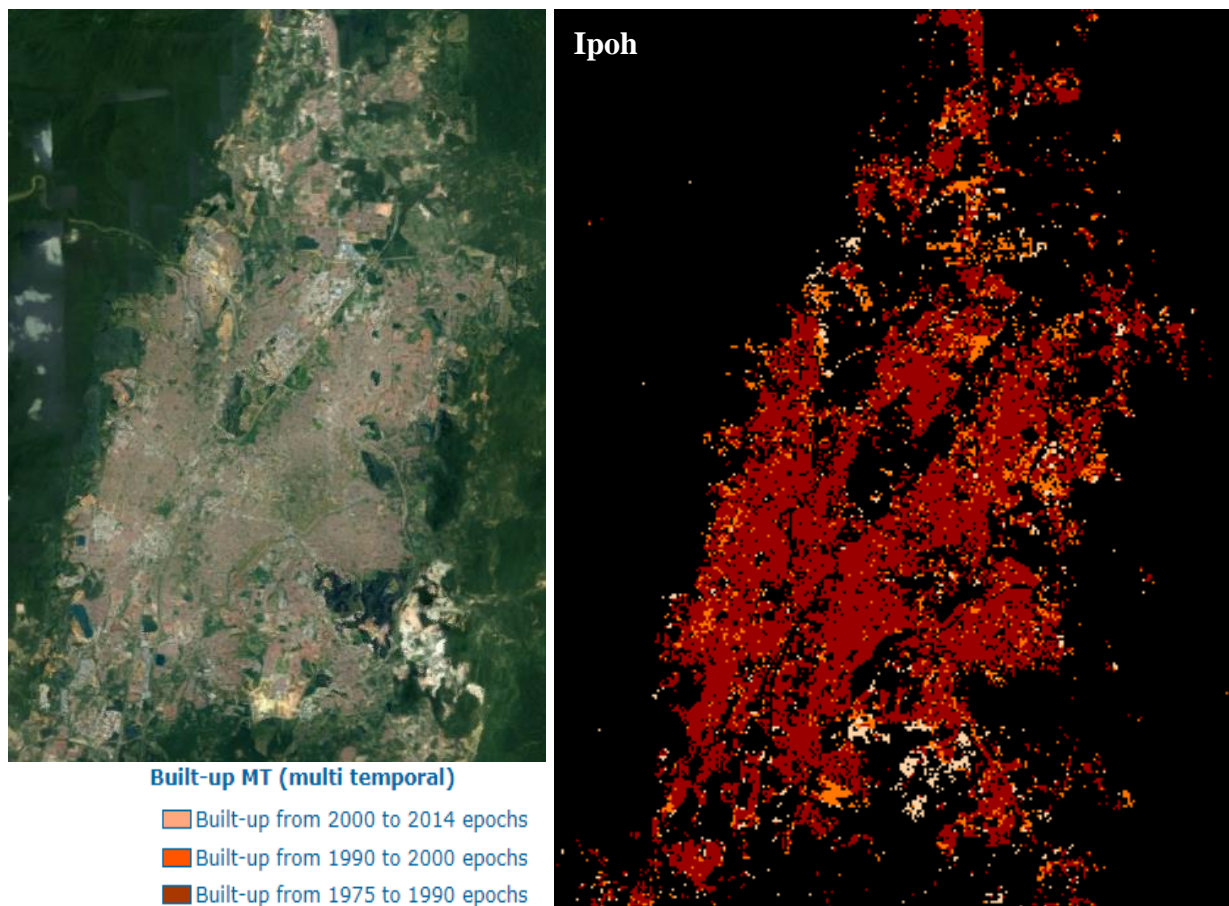 Ipoh
Built-up MT (multi temporal)
Built-up from 2000 to 2014 epochs
Built-up from 1990 to 2000 epochs
Built-up from 1975 to 1990 epochs